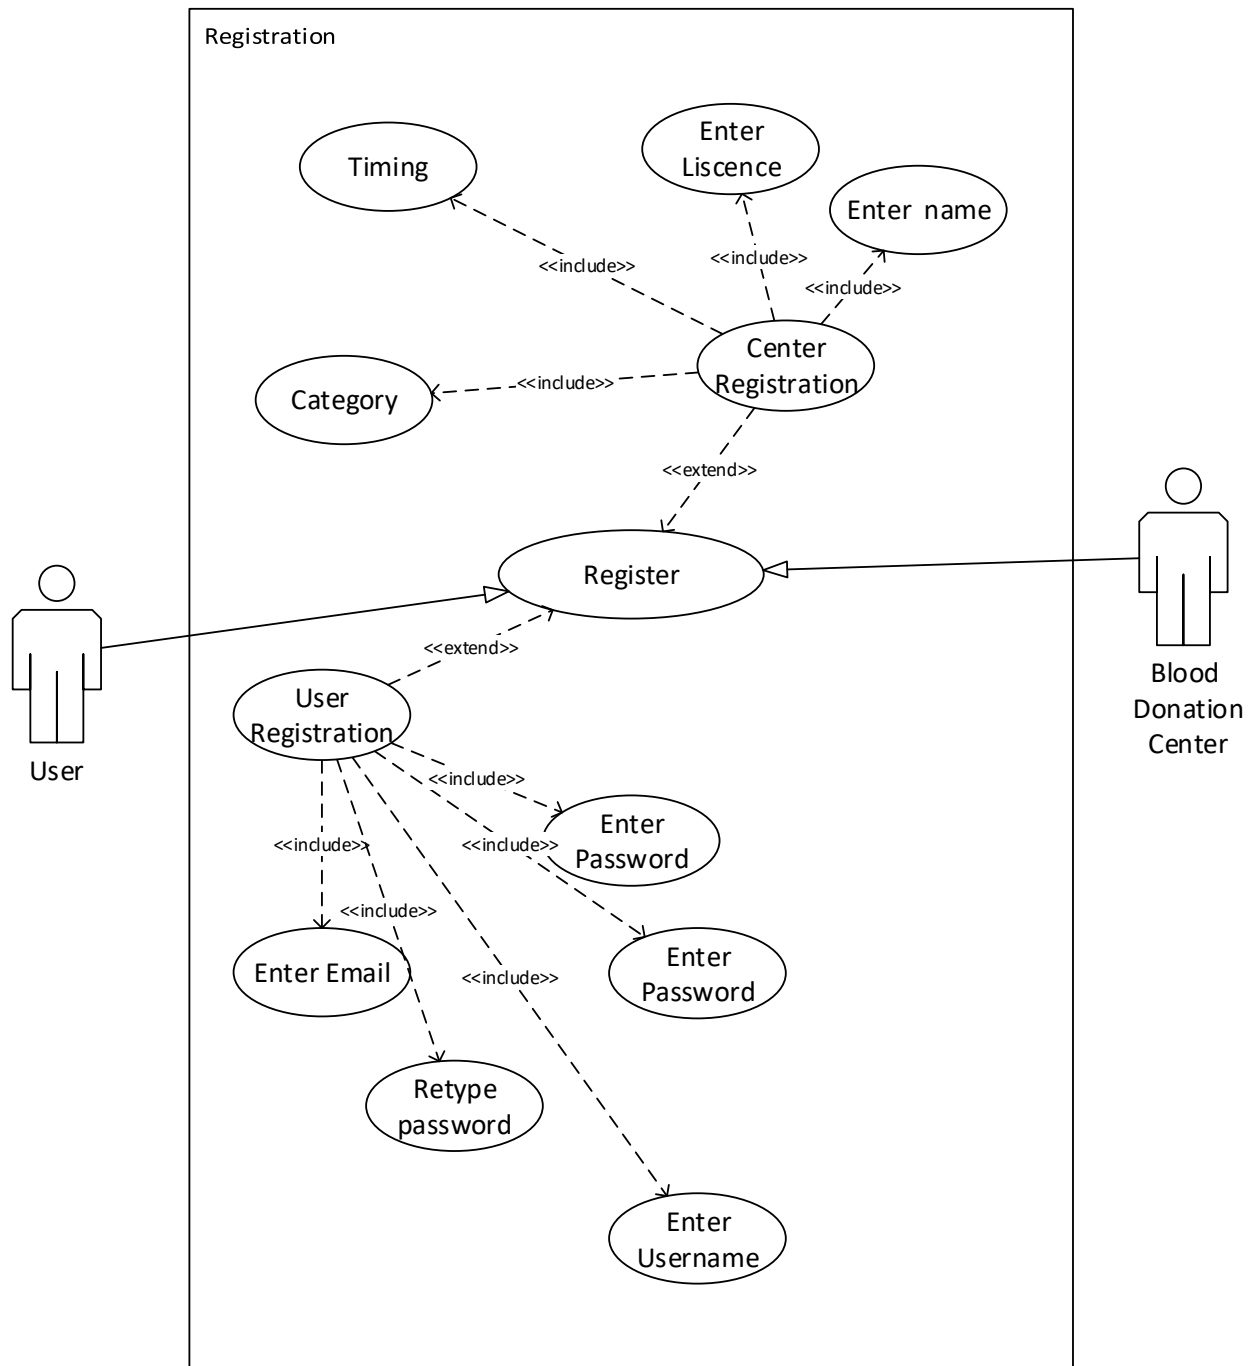 Registration
Enter
Liscence
Timing
Enter name
<<include>>
<<include>>
<<include>>
Center
Registration
<<include>>
Category
<<extend>>
Register
<<extend>>
Blood
Donation
Center
User
Registration
User
<<include>>
Enter
Password
<<include>>
<<include>>
<<include>>
Enter
Password
Enter Email
<<include>>
Retype
password
Enter
Username